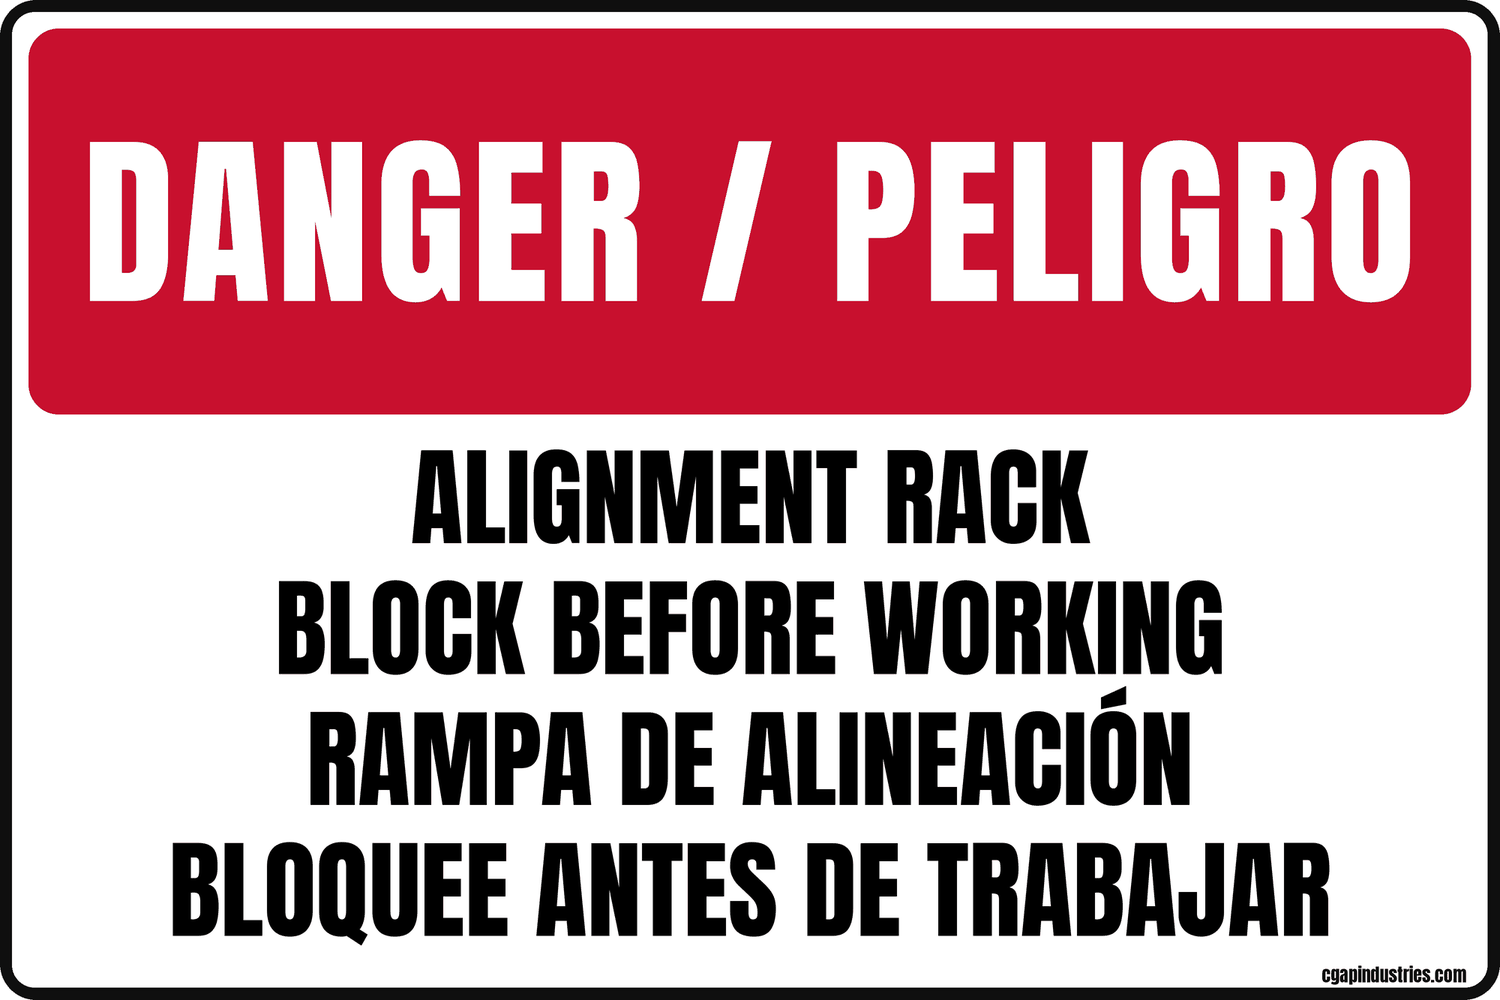 DANGER / PELIGRO
ALIGNMENT RACK
BLOCK BEFORE WORKING
RAMPA DE ALINEACIÓN
BLOQUEE ANTES DE TRABAJAR
cgapindustries.com